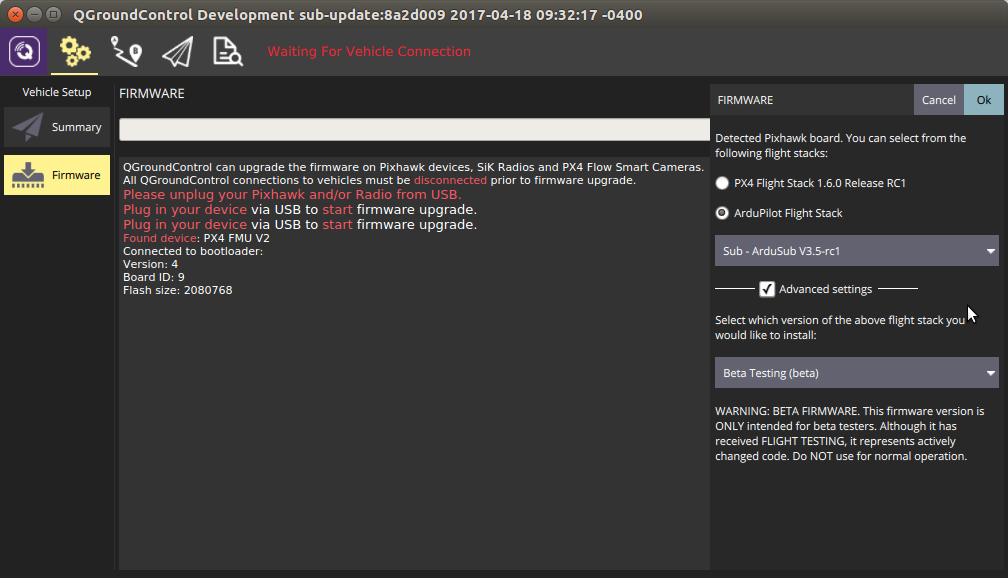 QGroundControl Development sub-update:8a2d009 2017-04-18 09:32:17 -0400
Waiting For Vehicle Connection
Vehicle Setup
Summary
Firmware
FIRMWARE
QGroundControl can upgrade the firmware on Pixhawk devices, SiK Radios and PX4 Flow Smart Cameras.
All QGroundControl connections to vehicles must be disconnected prior to firmware upgrade.
Please unplug your Pixhawk and/or Radio from USB.
Plug in your device via USB to start firmware upgrade.
Plug in your device via USB to start firmware upgrade.
Found device: PX4 FMU V2
Connected to bootloader:
Version: 4
Board ID: 9
Flash size: 2080768
FIRMWARE
Cancel
Ok
Detected Pixhawk board. You can select from the
following flight stacks:
PX4 Flight Stack 1.6.0 Release RC1
ArduPilot Flight Stack
Sub - ArduSub V3.5-rc1
Advanced settings
Select which version of the above flight stack you
would like to install:
Beta Testing (beta)
WARNING: BETA FIRMWARE. This firmware version is
ONLY intended for beta testers. Although it has
received FLIGHT TESTING, it represents actively
changed code. Do NOT use for normal operation.